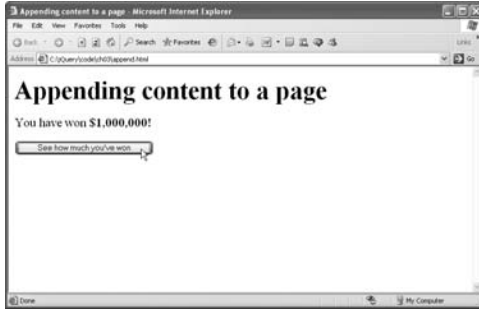 Appending content to a page - Microsoft Internet Explorer
File Edit View Favorites Tools Help
Back Search Favorites Links
Address C:\jQuery\code\ch03\append.html Go
Appending content to a page
You have won $1,000,000!
See how much you've won
Done My Computer